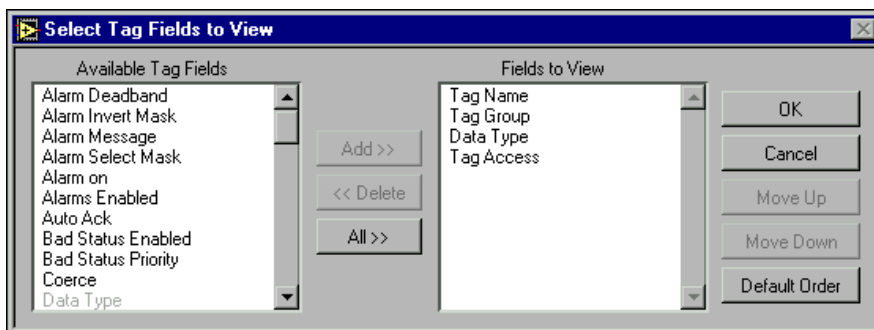 Select Tag Fields to View
Available Tag Fields
Alarm Deadband
Alarm Invert Mask
Alarm Message
Alarm Select Mask
Alarm on
Alarms Enabled
Auto Ack
Bad Status Enabled
Bad Status Priority
Coerce
Data Type
Add >>
<< Delete
All >>
Fields to View
Tag Name
Tag Group
Data Type
Tag Access
OK
Cancel
Move Up
Move Down
Default Order